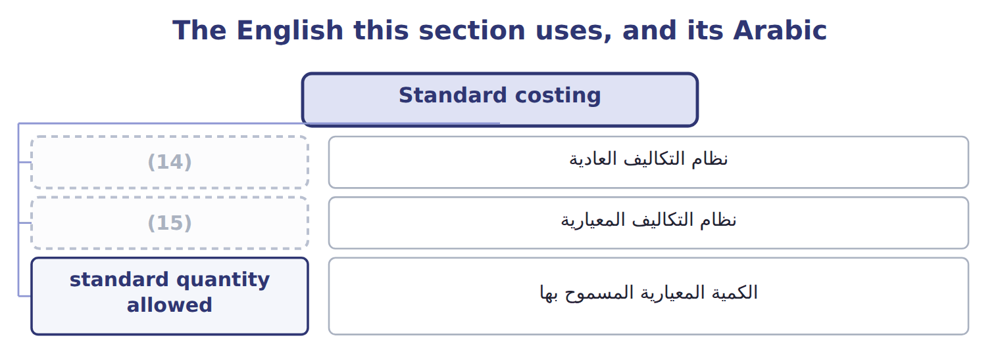 The English this section uses, and its Arabic
Standard costing
(14)
نظام التكاليف العادية
(15)
نظام التكاليف المعيارية
standard quantity
allowed
الكمية المعيارية المسموح بها